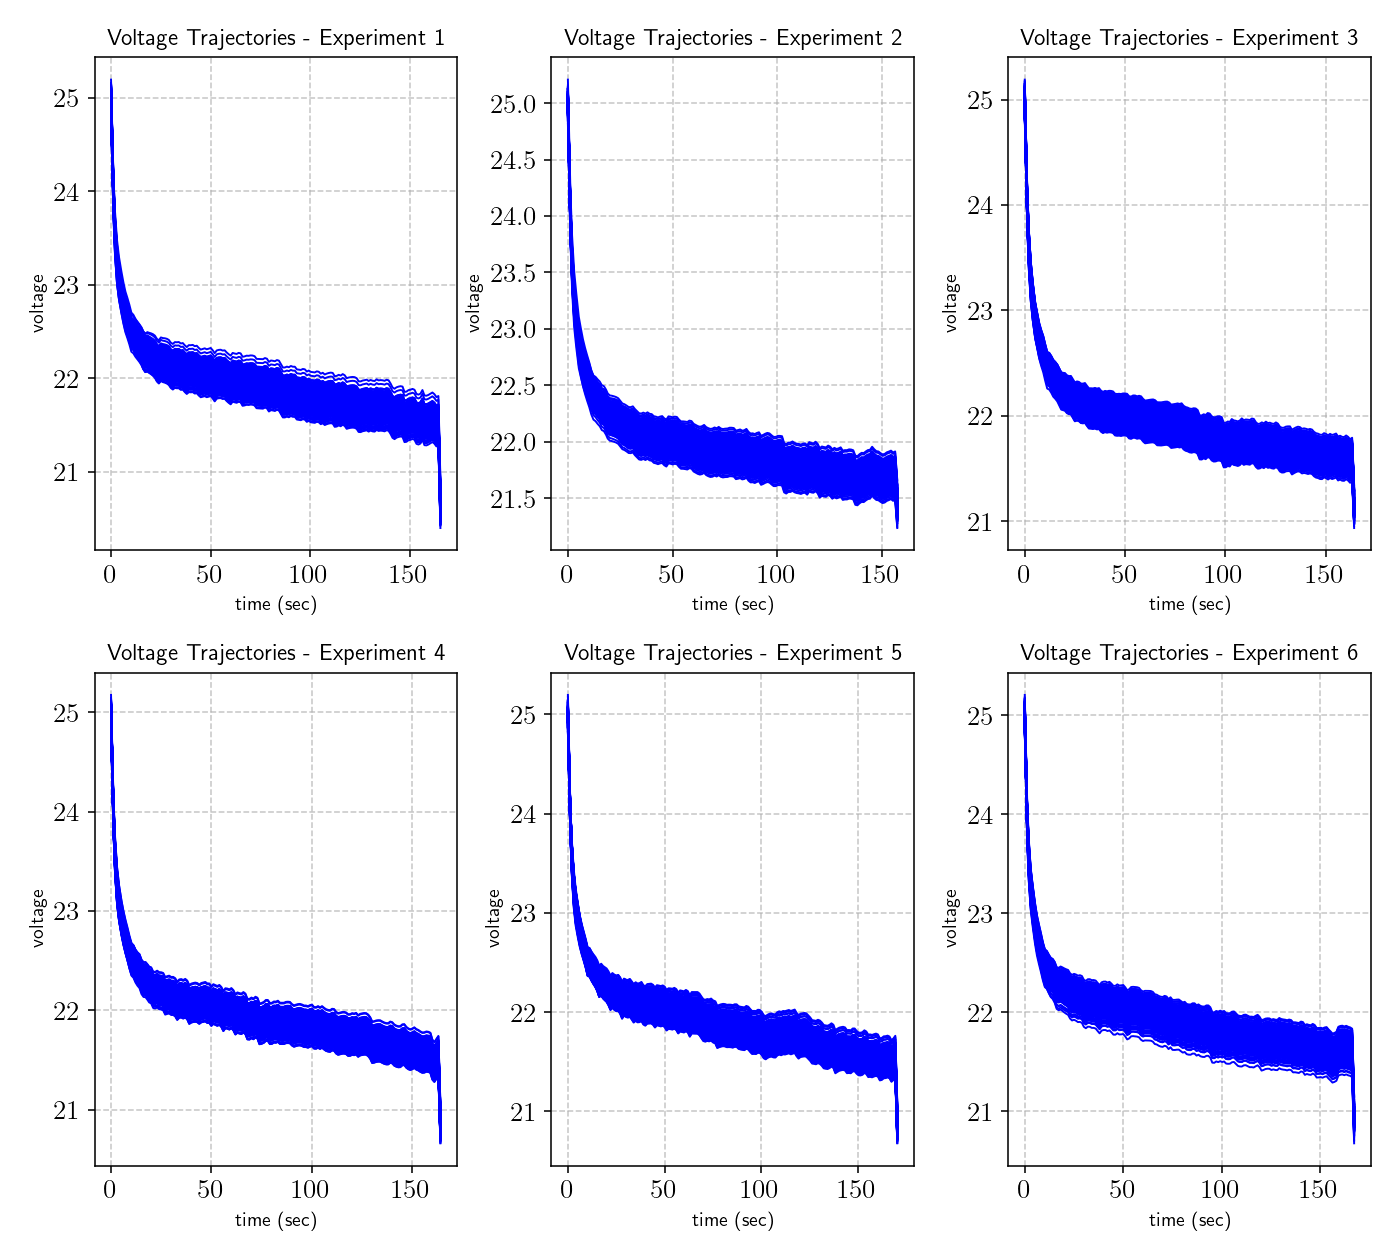 Voltage Trajectories - Experiment 1
25
24
23
22
21
voltage
0 50 100 150
time (sec)
Voltage Trajectories - Experiment 2
25.0
24.5
24.0
23.5
23.0
22.5
22.0
21.5
voltage
0 50 100 150
time (sec)
Voltage Trajectories - Experiment 3
25
24
23
22
21
voltage
0 50 100 150
time (sec)
Voltage Trajectories - Experiment 4
25
24
23
22
21
voltage
0 50 100 150
time (sec)
Voltage Trajectories - Experiment 5
25
24
23
22
21
voltage
0 50 100 150
time (sec)
Voltage Trajectories - Experiment 6
25
24
23
22
21
voltage
0 50 100 150
time (sec)